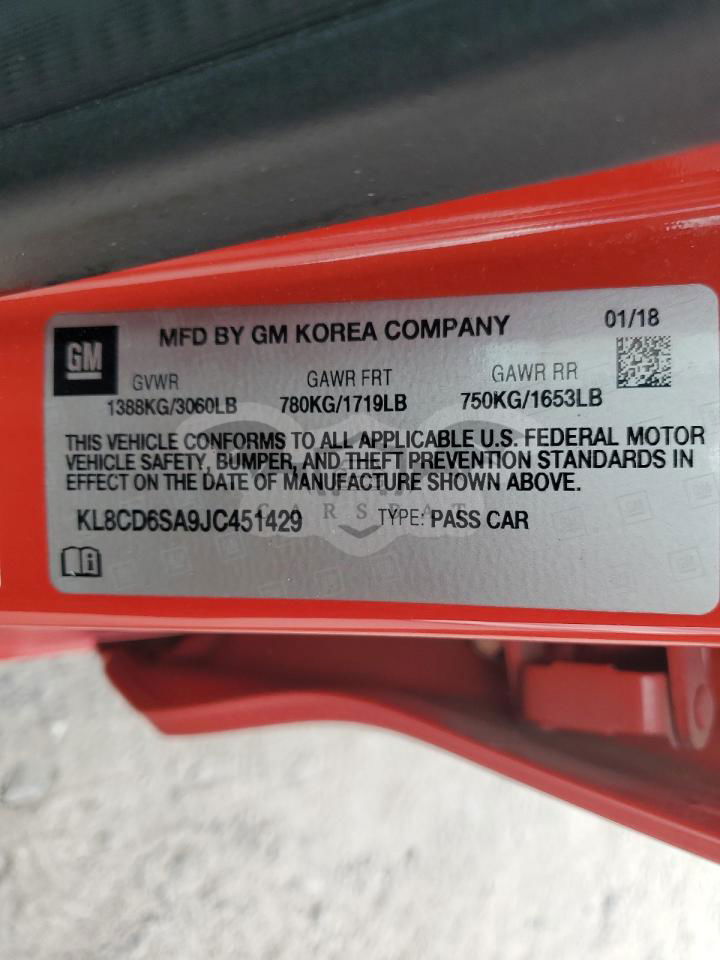 GM
MFD BY GM KOREA COMPANY
01/18
GVWR GAWR FRT GAWR RR
1388KG/3060LB 780KG/1719LB 750KG/1653LB
THIS VEHICLE CONFORMS TO ALL APPLICABLE U.S. FEDERAL MOTOR
VEHICLE SAFETY, BUMPER, AND THEFT PREVENTION STANDARDS IN
EFFECT ON THE DATE OF MANUFACTURE SHOWN ABOVE.
CARSBAT
KL8CD6SA9JC451429 TYPE: PASS CAR